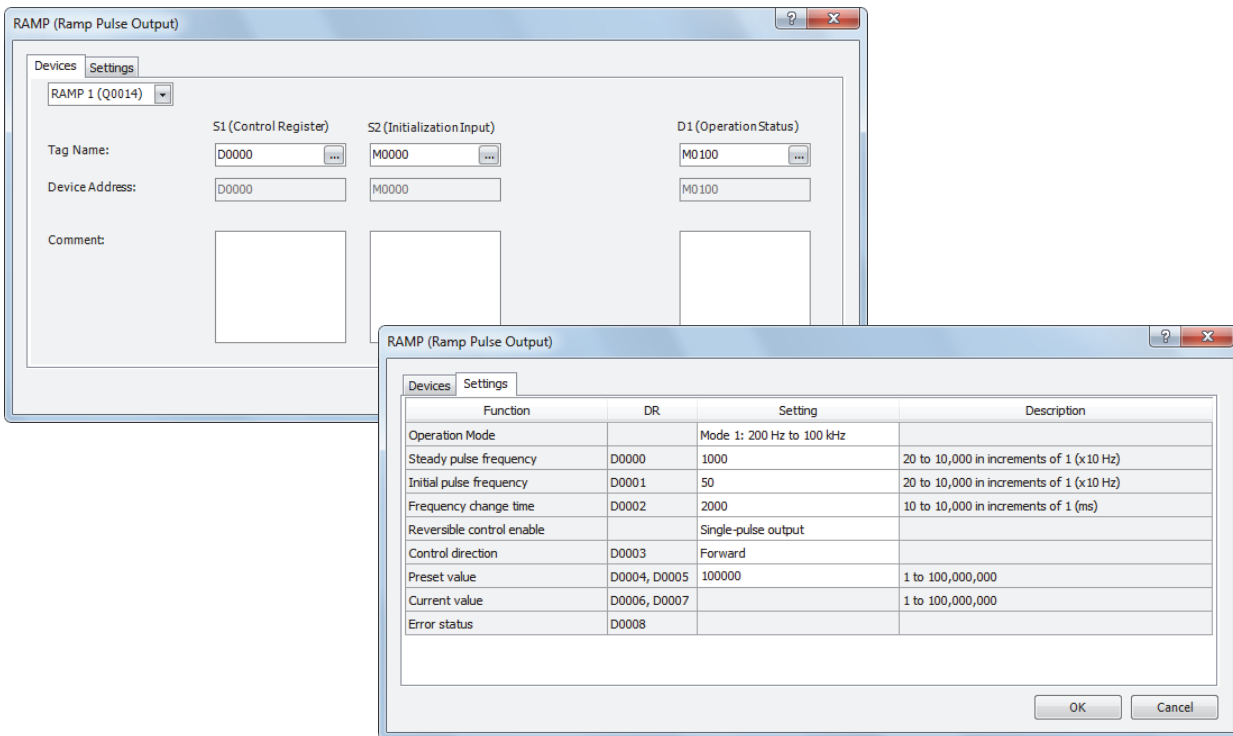 RAMP (Ramp Pulse Output)
Devices Settings
RAMP 1 (Q0014)
S1 (Control Register) S2 (Initialization Input) D1 (Operation Status)
Tag Name: D0000 ... M0000 ... M0100 ...
Device Address: D0000 M0000 M0100
Comment:
RAMP (Ramp Pulse Output)
Devices Settings
Function DR Setting Description
Operation Mode Mode 1: 200 Hz to 100 kHz
Steady pulse frequency D0000 1000 20 to 10,000 in increments of 1 (x10 Hz)
Initial pulse frequency D0001 50 20 to 10,000 in increments of 1 (x10 Hz)
Frequency change time D0002 2000 10 to 10,000 in increments of 1 (ms)
Reversible control enable Single-pulse output
Control direction D0003 Forward
Preset value D0004, D0005 100000 1 to 100,000,000
Current value D0006, D0007 1 to 100,000,000
Error status D0008
OK Cancel